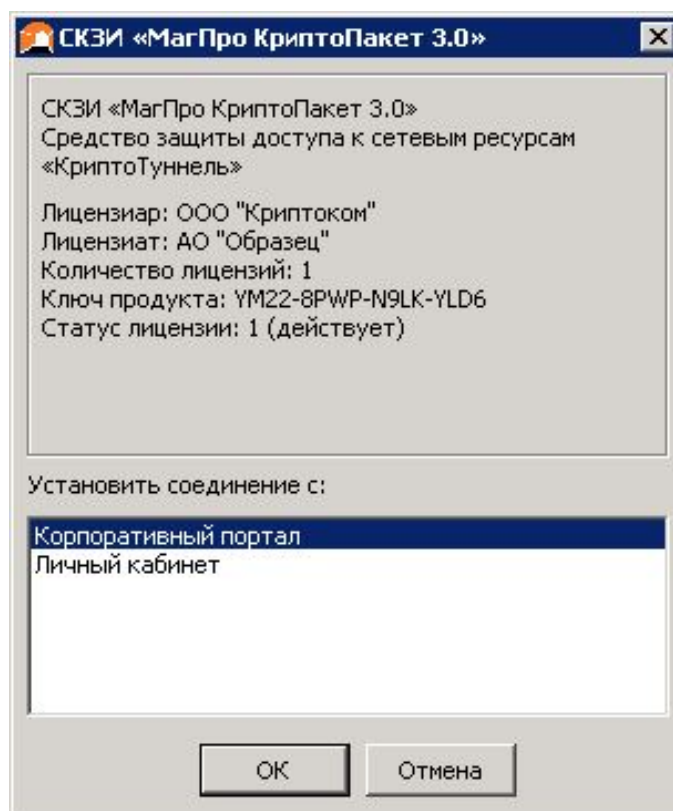 СКЗИ «МагПро КриптоПакет 3.0»
СКЗИ «МагПро КриптоПакет 3.0»
Средство защиты доступа к сетевым ресурсам
«КриптоТуннель»
Лицензиар: ООО "Криптоком"
Лицензиат: АО "Образец"
Количество лицензий: 1
Ключ продукта: YM22-8PWP-N9LK-YLD6
Статус лицензии: 1 (действует)
Установить соединение с:
Корпоративный портал
Личный кабинет
ОК
Отмена